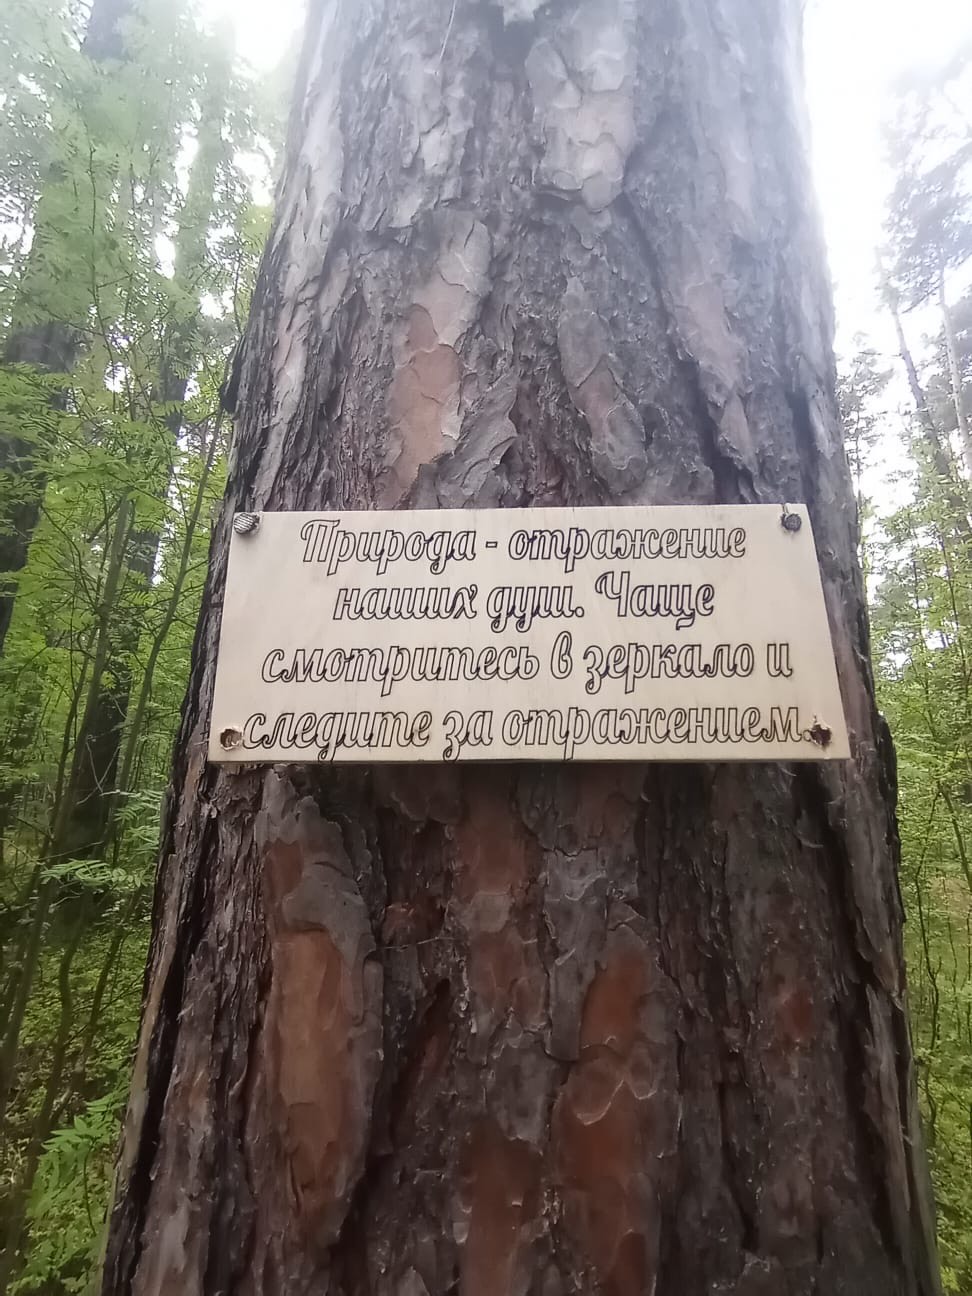 Природа - отражение
наших душ. Чаще
смотритесь в зеркало и
следите за отражением.